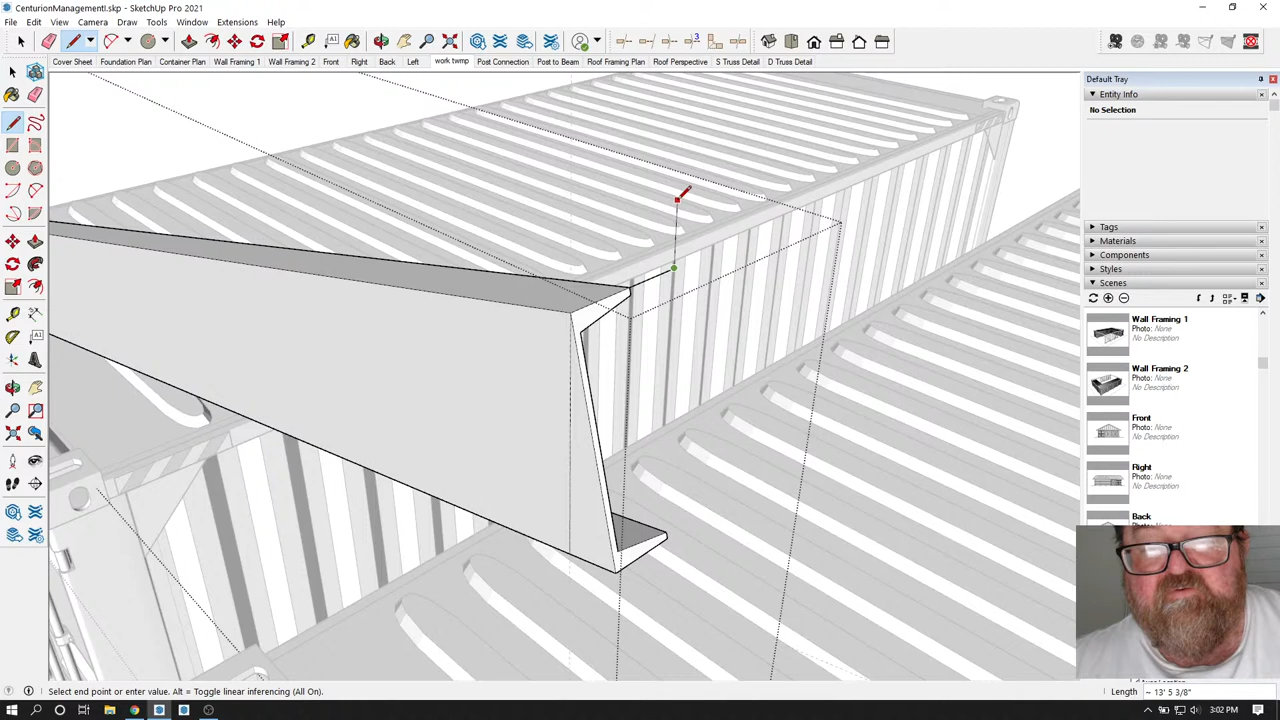 CenturionManagementI.skp - SketchUp Pro 2021
File Edit View Camera Draw Tools Window Extensions Help
3
Cover Sheet Foundation Plan Container Plan Wall Framing 1 Wall Framing 2 Front Right Back Left work twmp Post Connection Post to Beam Roof Framing Plan Roof Perspective S Truss Detail D Truss Detail
Default Tray
Entity Info
No Selection
Tags
Materials
Components
Styles
Scenes
Wall Framing 1
Photo: None
No Description
Wall Framing 2
Photo: None
No Description
Front
Photo: None
No Description
Right
Photo: None
No Description
Back
Select end point or enter value. Alt = Toggle linear inferencing (All On).
Length ~ 13' 5 3/8"
3:02 PM